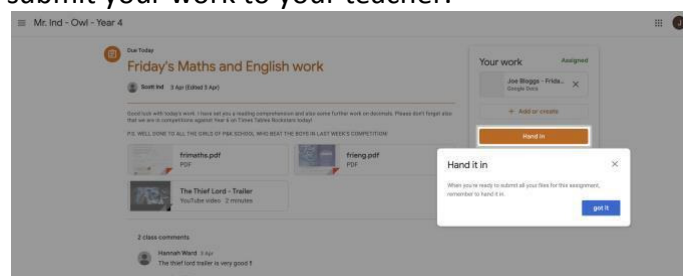 submit your work to your teacher.
Mr. Ind - Owl - Year 4
J
Due Today
Friday's Maths and English work
Scott Ind 3 Apr (Edited 3 Apr)
Good luck with today's work. I have set you a reading comprehension and also some further work on decimals. Please don't forget also
that we are in competitions against Year 6 on Times Tables Rockstars today!
P.S. WELL DONE TO ALL THE GIRLS OF P&K SCHOOL, WHO BEAT THE BOYS IN LAST WEEK'S COMPETITION!
frimaths.pdf
PDF
frieng.pdf
PDF
The Thief Lord - Trailer
YouTube video 2 minutes
2 class comments
Hannah Ward 3 Apr
The thief lord trailer is very good !
Your work Assigned
Joe Bloggs - Frida...
Google Docs
+ Add or create
Hand in
Hand it in
When you're ready to submit all your files for this assignment,
remember to hand it in.
got it